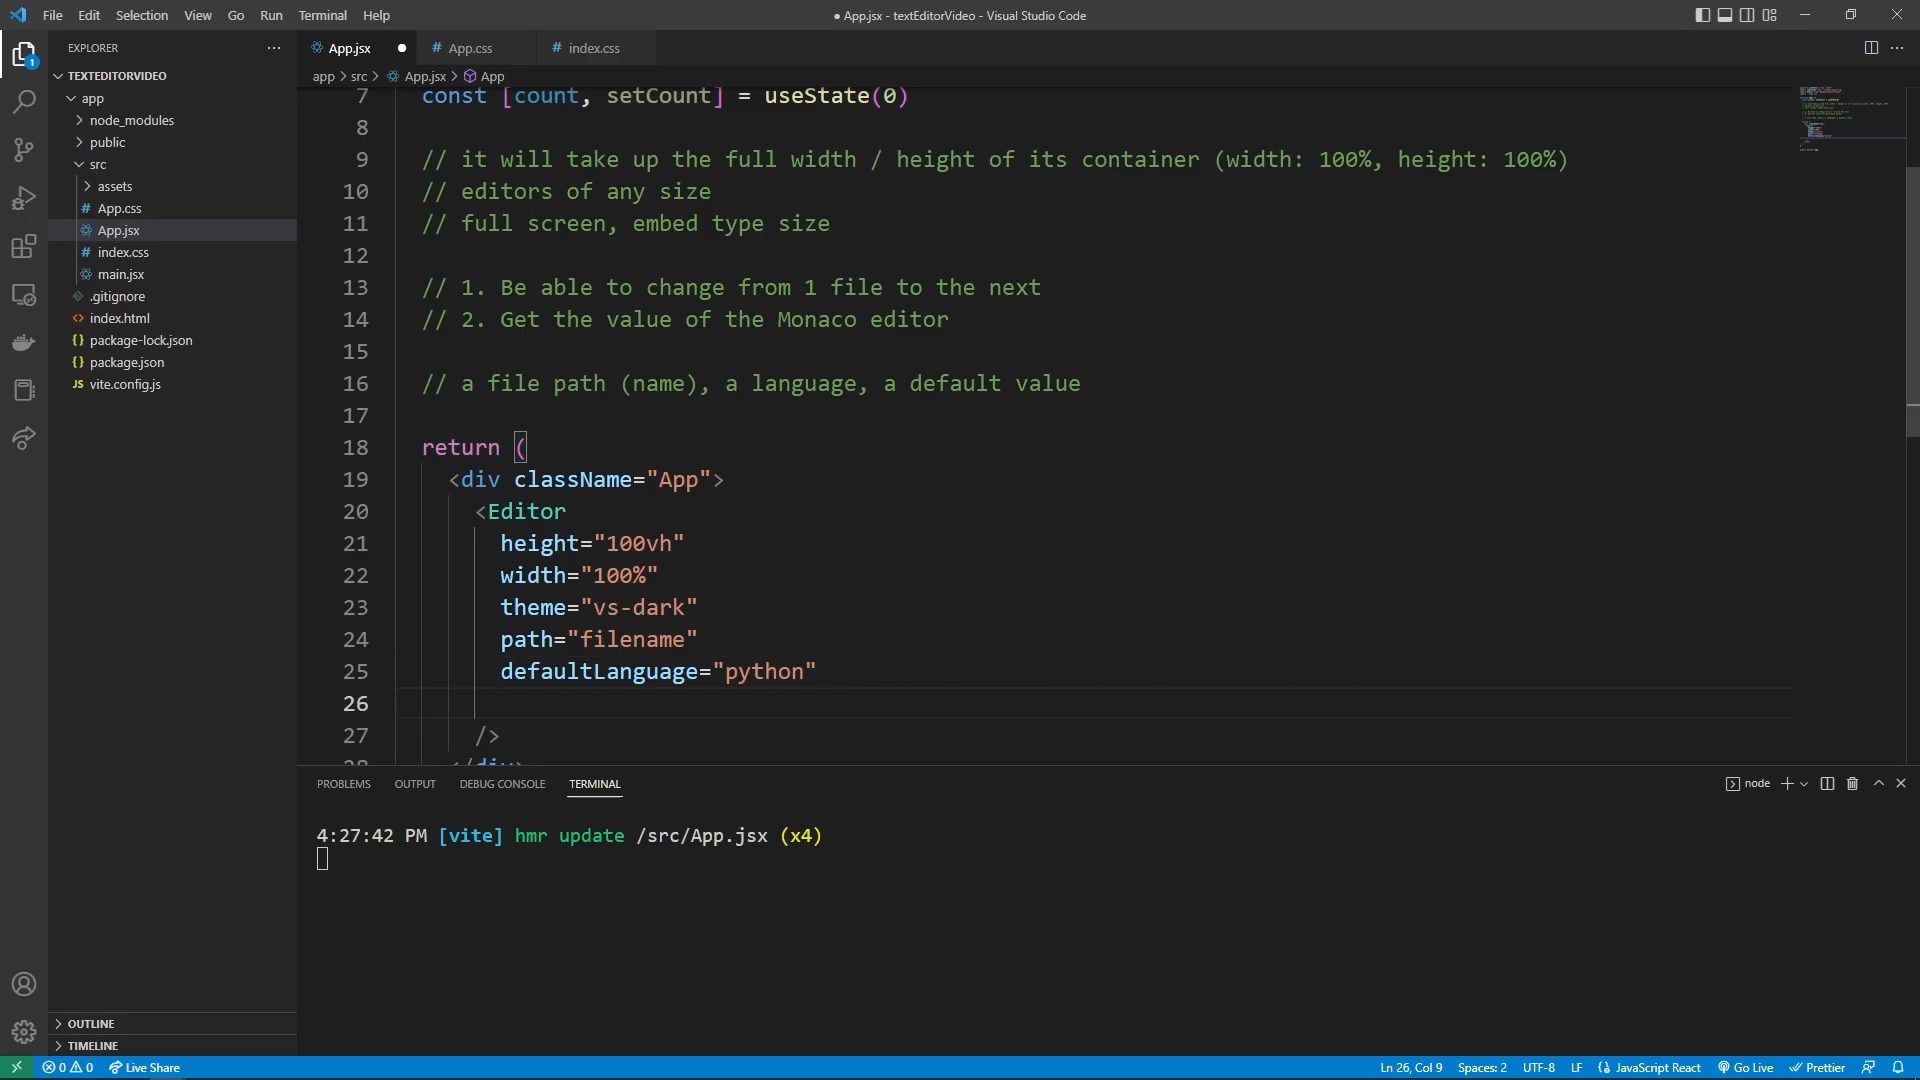 File Edit Selection View Go Run Terminal Help
● App.jsx - textEditorVideo - Visual Studio Code
EXPLORER
1
TEXTEDITORVIDEO
app
node_modules
public
src
assets
# App.css
App.jsx
# index.css
main.jsx
.gitignore
<> index.html
{} package-lock.json
{} package.json
JS vite.config.js
OUTLINE
TIMELINE
App.jsx ● # App.css # index.css
app > src > App.jsx > App
7 const [count, setCount] = useState(0)
8
9 // it will take up the full width / height of its container (width: 100%, height: 100%)
10 // editors of any size
11 // full screen, embed type size
12
13 // 1. Be able to change from 1 file to the next
14 // 2. Get the value of the Monaco editor
15
16 // a file path (name), a language, a default value
17
18 return (
19 <div className="App">
20 <Editor
21 height="100vh"
22 width="100%"
23 theme="vs-dark"
24 path="filename"
25 defaultLanguage="python"
26
27 />
28 </div>
PROBLEMS OUTPUT DEBUG CONSOLE TERMINAL
node
4:27:42 PM [vite] hmr update /src/App.jsx (x4)
0 0 Live Share
Ln 26, Col 9 Spaces: 2 UTF-8 LF JavaScript React Go Live Prettier